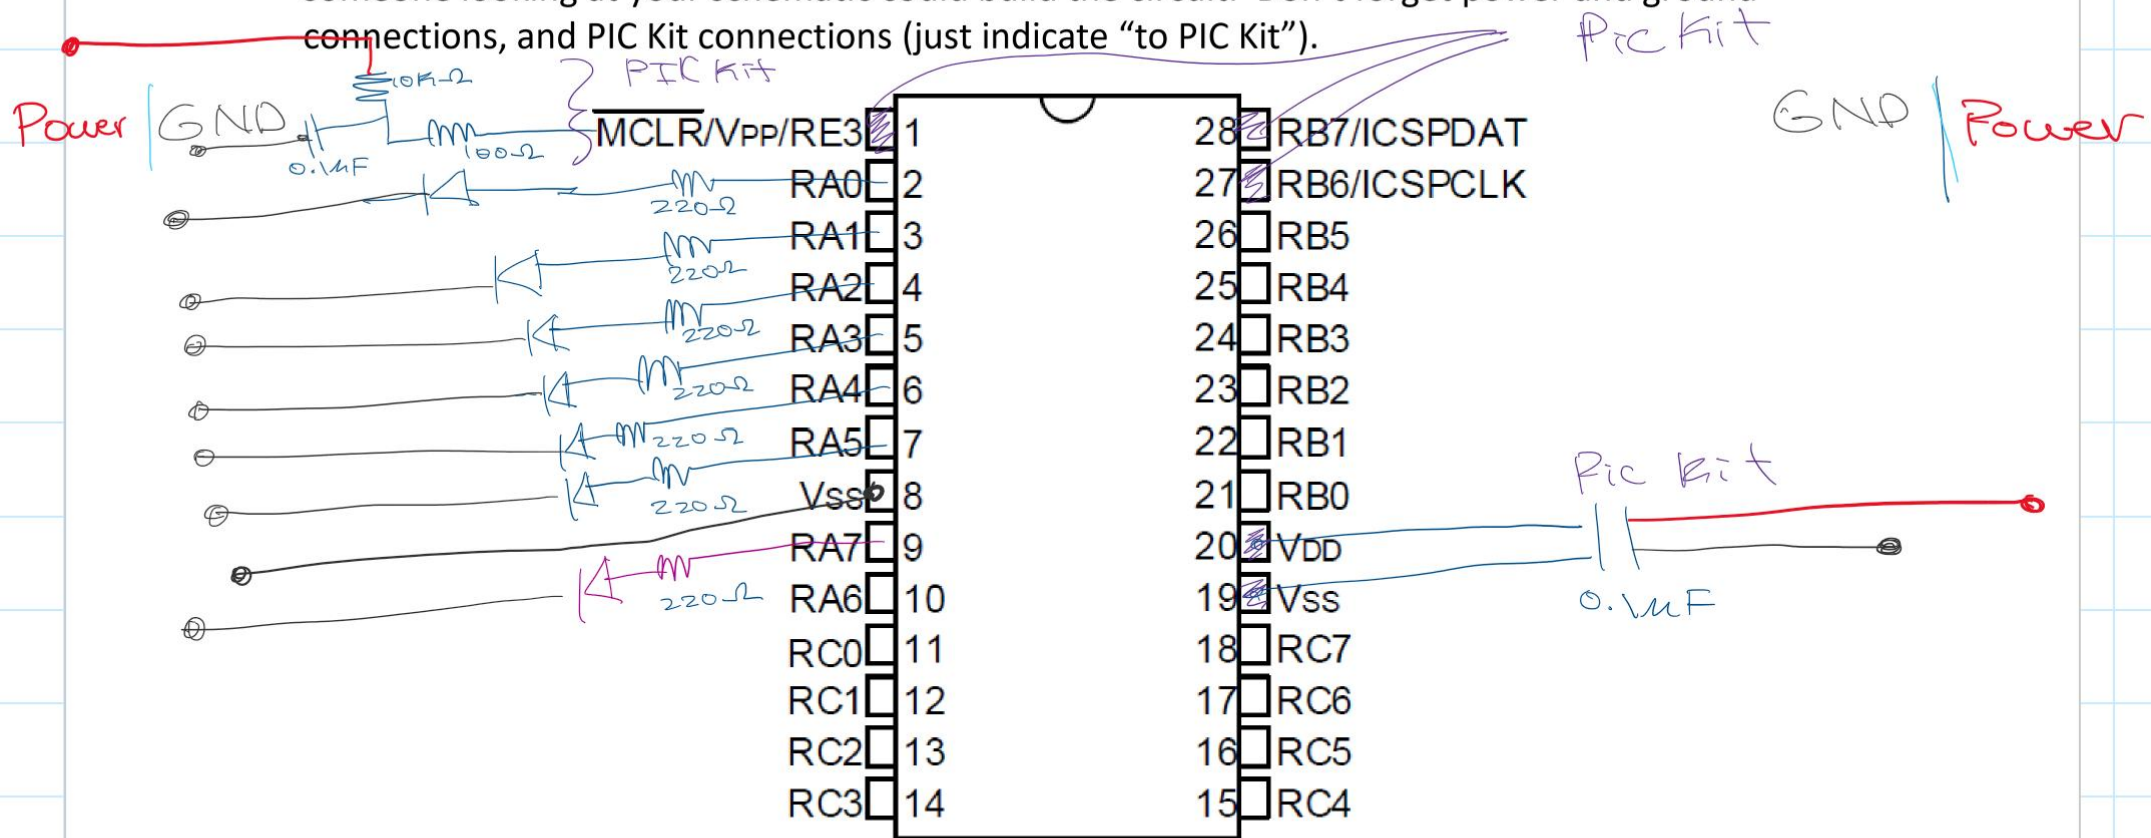 connections, and PIC Kit connections (just indicate “to PIC Kit”).
Pic Kit
10KΩ
PIC Kit
Power
GND
0.1μF
100Ω
MCLR/VPP/RE3 1
28 RB7/ICSPDAT
GND
Power
220Ω
RA0 2
27 RB6/ICSPCLK
220Ω
RA1 3
26 RB5
220Ω
RA2 4
25 RB4
220Ω
RA3 5
24 RB3
220Ω
RA4 6
23 RB2
220Ω
RA5 7
22 RB1
Pic Kit
Vss 8
21 RB0
RA7 9
20 VDD
220Ω
RA6 10
19 Vss
0.1μF
RC0 11
18 RC7
RC1 12
17 RC6
RC2 13
16 RC5
RC3 14
15 RC4